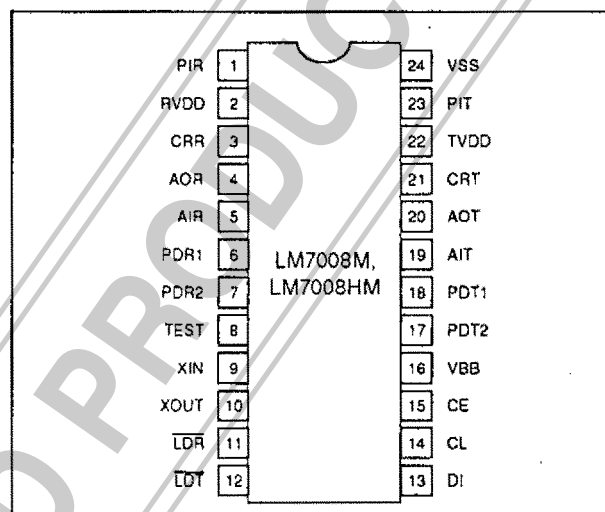 PIR 1 24 VSS
RVDD 2 23 PIT
CRR 3 22 TVDD
AOR 4 21 CRT
AIR 5 20 AOT
PDR1 6 19 AIT
LM7008M,
LM7008HM
PDR2 7 18 PDT1
TEST 8 17 PDT2
XIN 9 16 VBB
XOUT 10 15 CE
L̅D̅R̅ 11 14 CL
L̅D̅T̅ 12 13 DI
D PRODUC